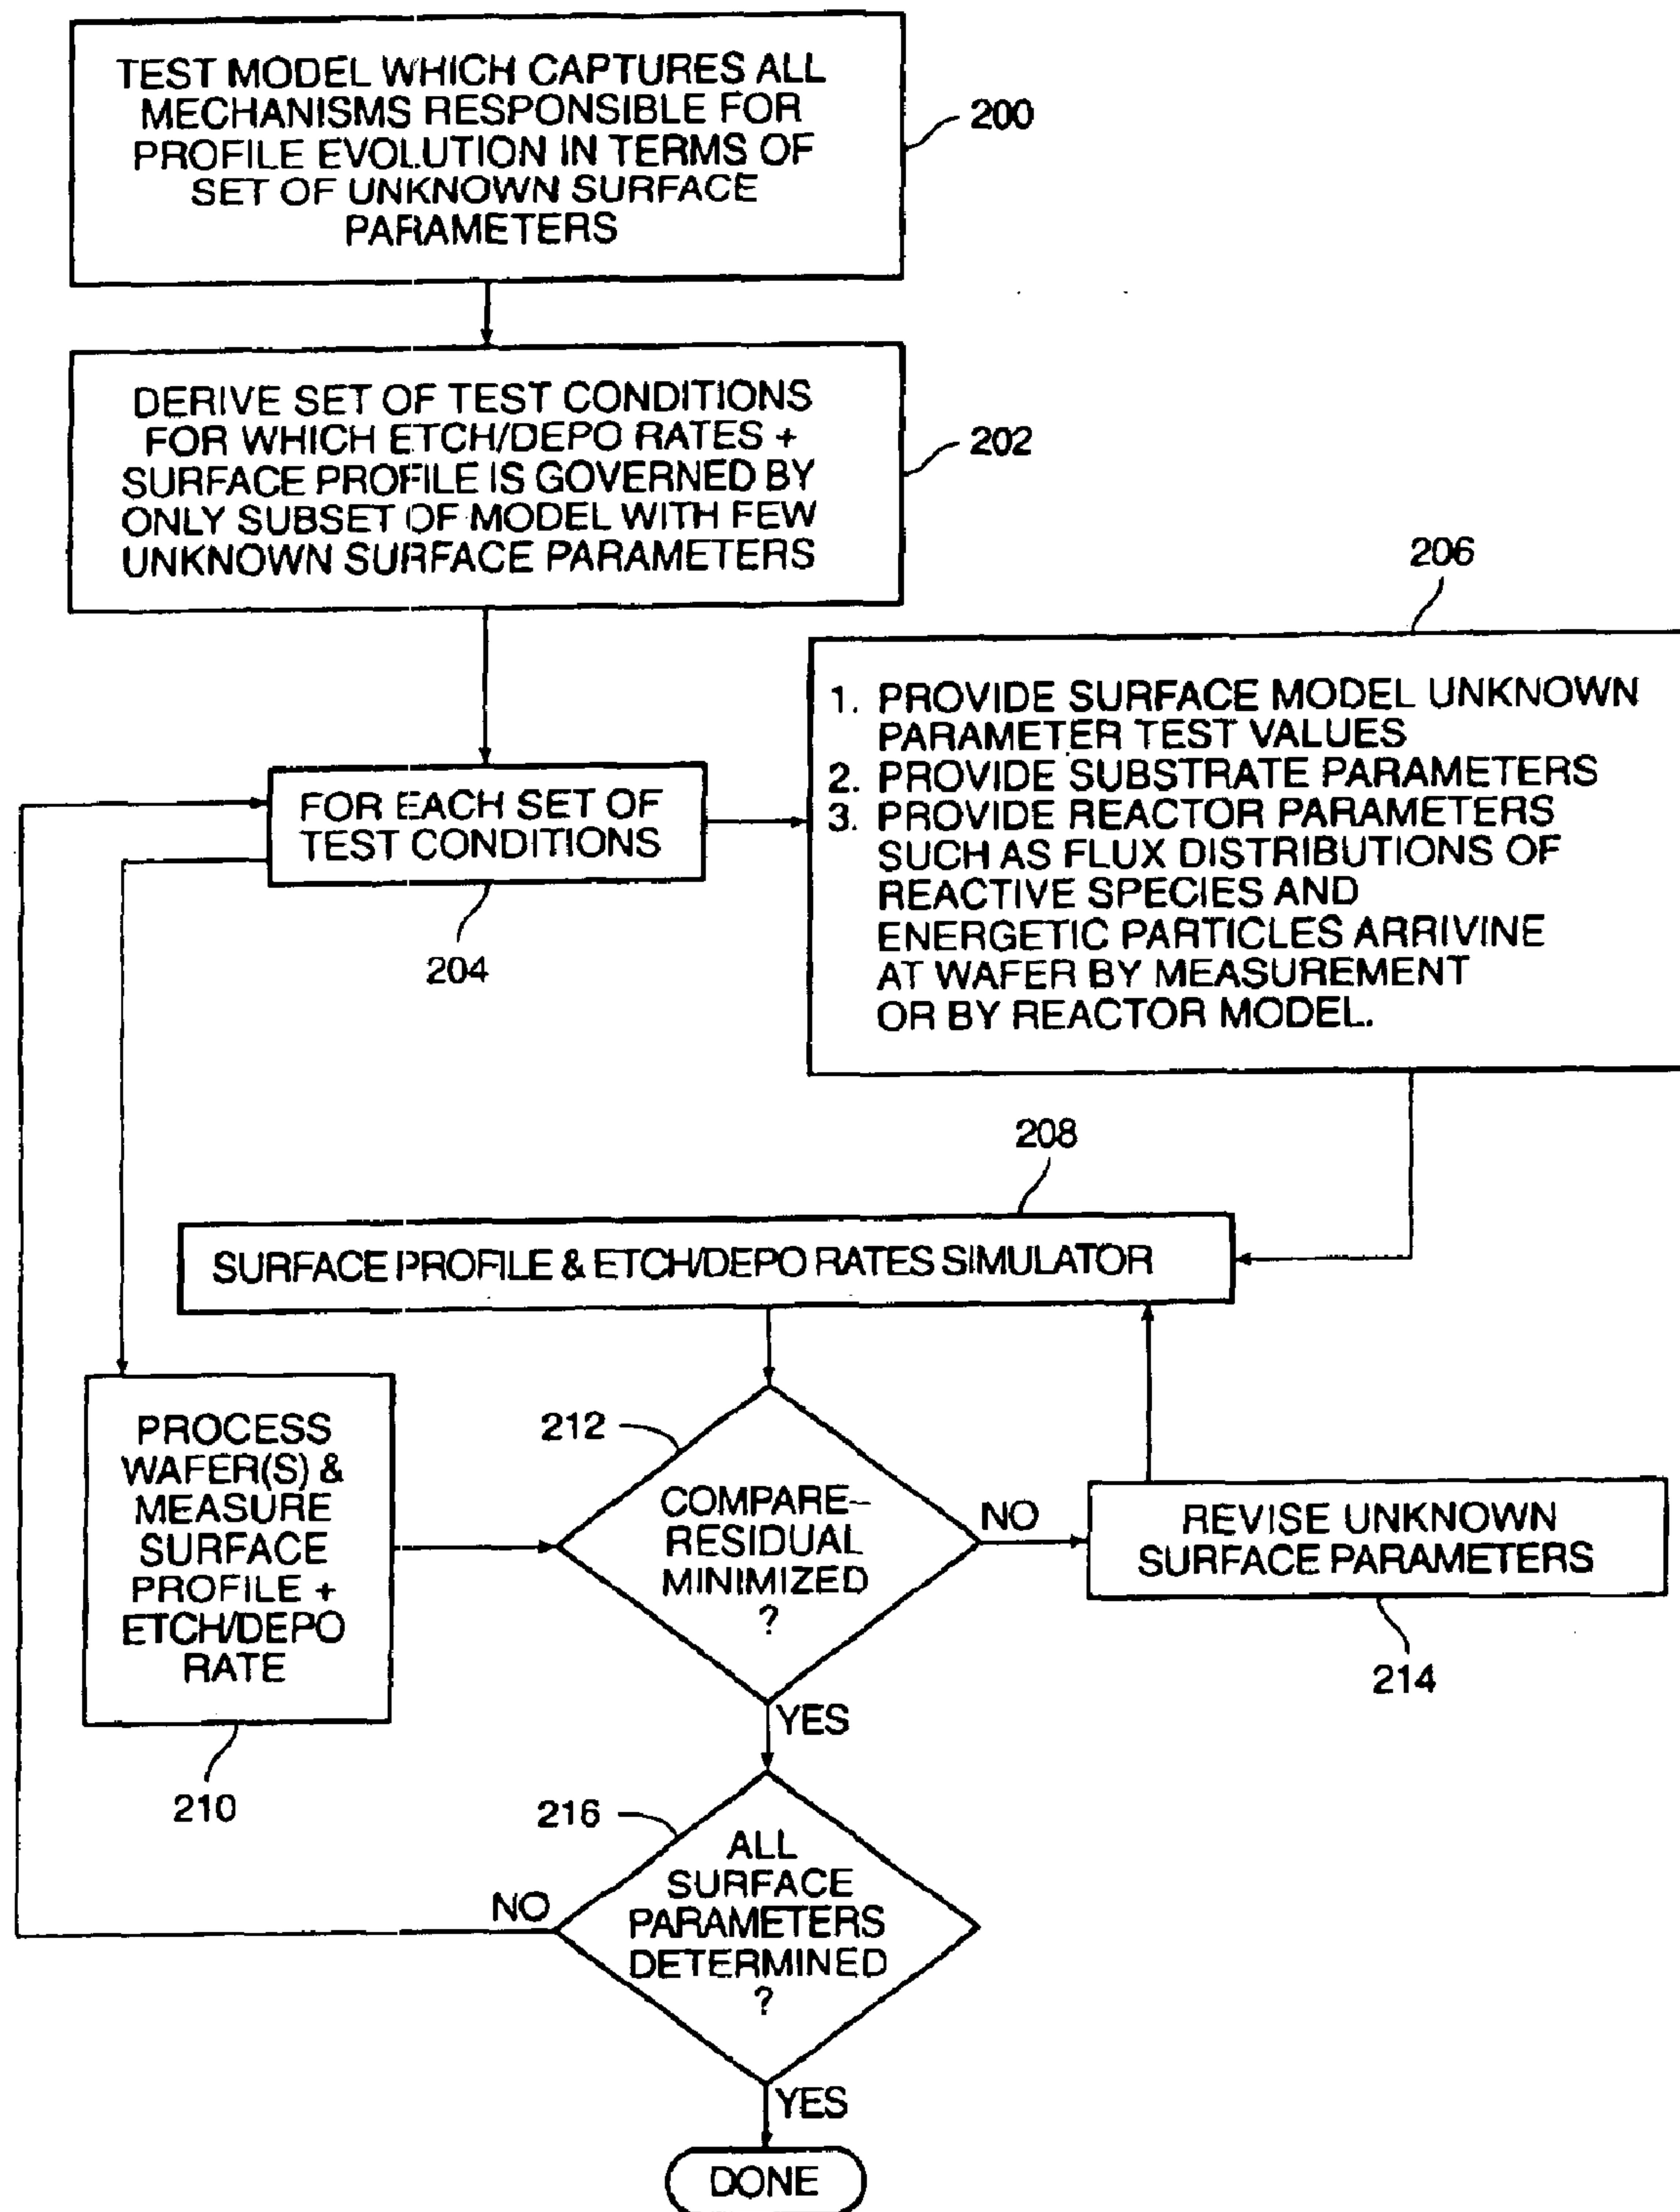 TEST MODEL WHICH CAPTURES ALL
MECHANISMS RESPONSIBLE FOR
PROFILE EVOLUTION IN TERMS OF
SET OF UNKNOWN SURFACE
PARAMETERS
200
DERIVE SET OF TEST CONDITIONS
FOR WHICH ETCH/DEPO RATES +
SURFACE PROFILE IS GOVERNED BY
ONLY SUBSET OF MODEL WITH FEW
UNKNOWN SURFACE PARAMETERS
202
206
FOR EACH SET OF
TEST CONDITIONS
204
1. PROVIDE SURFACE MODEL UNKNOWN
PARAMETER TEST VALUES
2. PROVIDE SUBSTRATE PARAMETERS
3. PROVIDE REACTOR PARAMETERS
SUCH AS FLUX DISTRIBUTIONS OF
REACTIVE SPECIES AND
ENERGETIC PARTICLES ARRIVINE
AT WAFER BY MEASUREMENT
OR BY REACTOR MODEL.
208
SURFACE PROFILE & ETCH/DEPO RATES SIMULATOR
PROCESS
WAFER(S) &
MEASURE
SURFACE
PROFILE +
ETCH/DEPO
RATE
210
212
COMPARE–
RESIDUAL
MINIMIZED
?
NO
REVISE UNKNOWN
SURFACE PARAMETERS
214
YES
216
ALL
SURFACE
PARAMETERS
DETERMINED
?
NO
YES
DONE